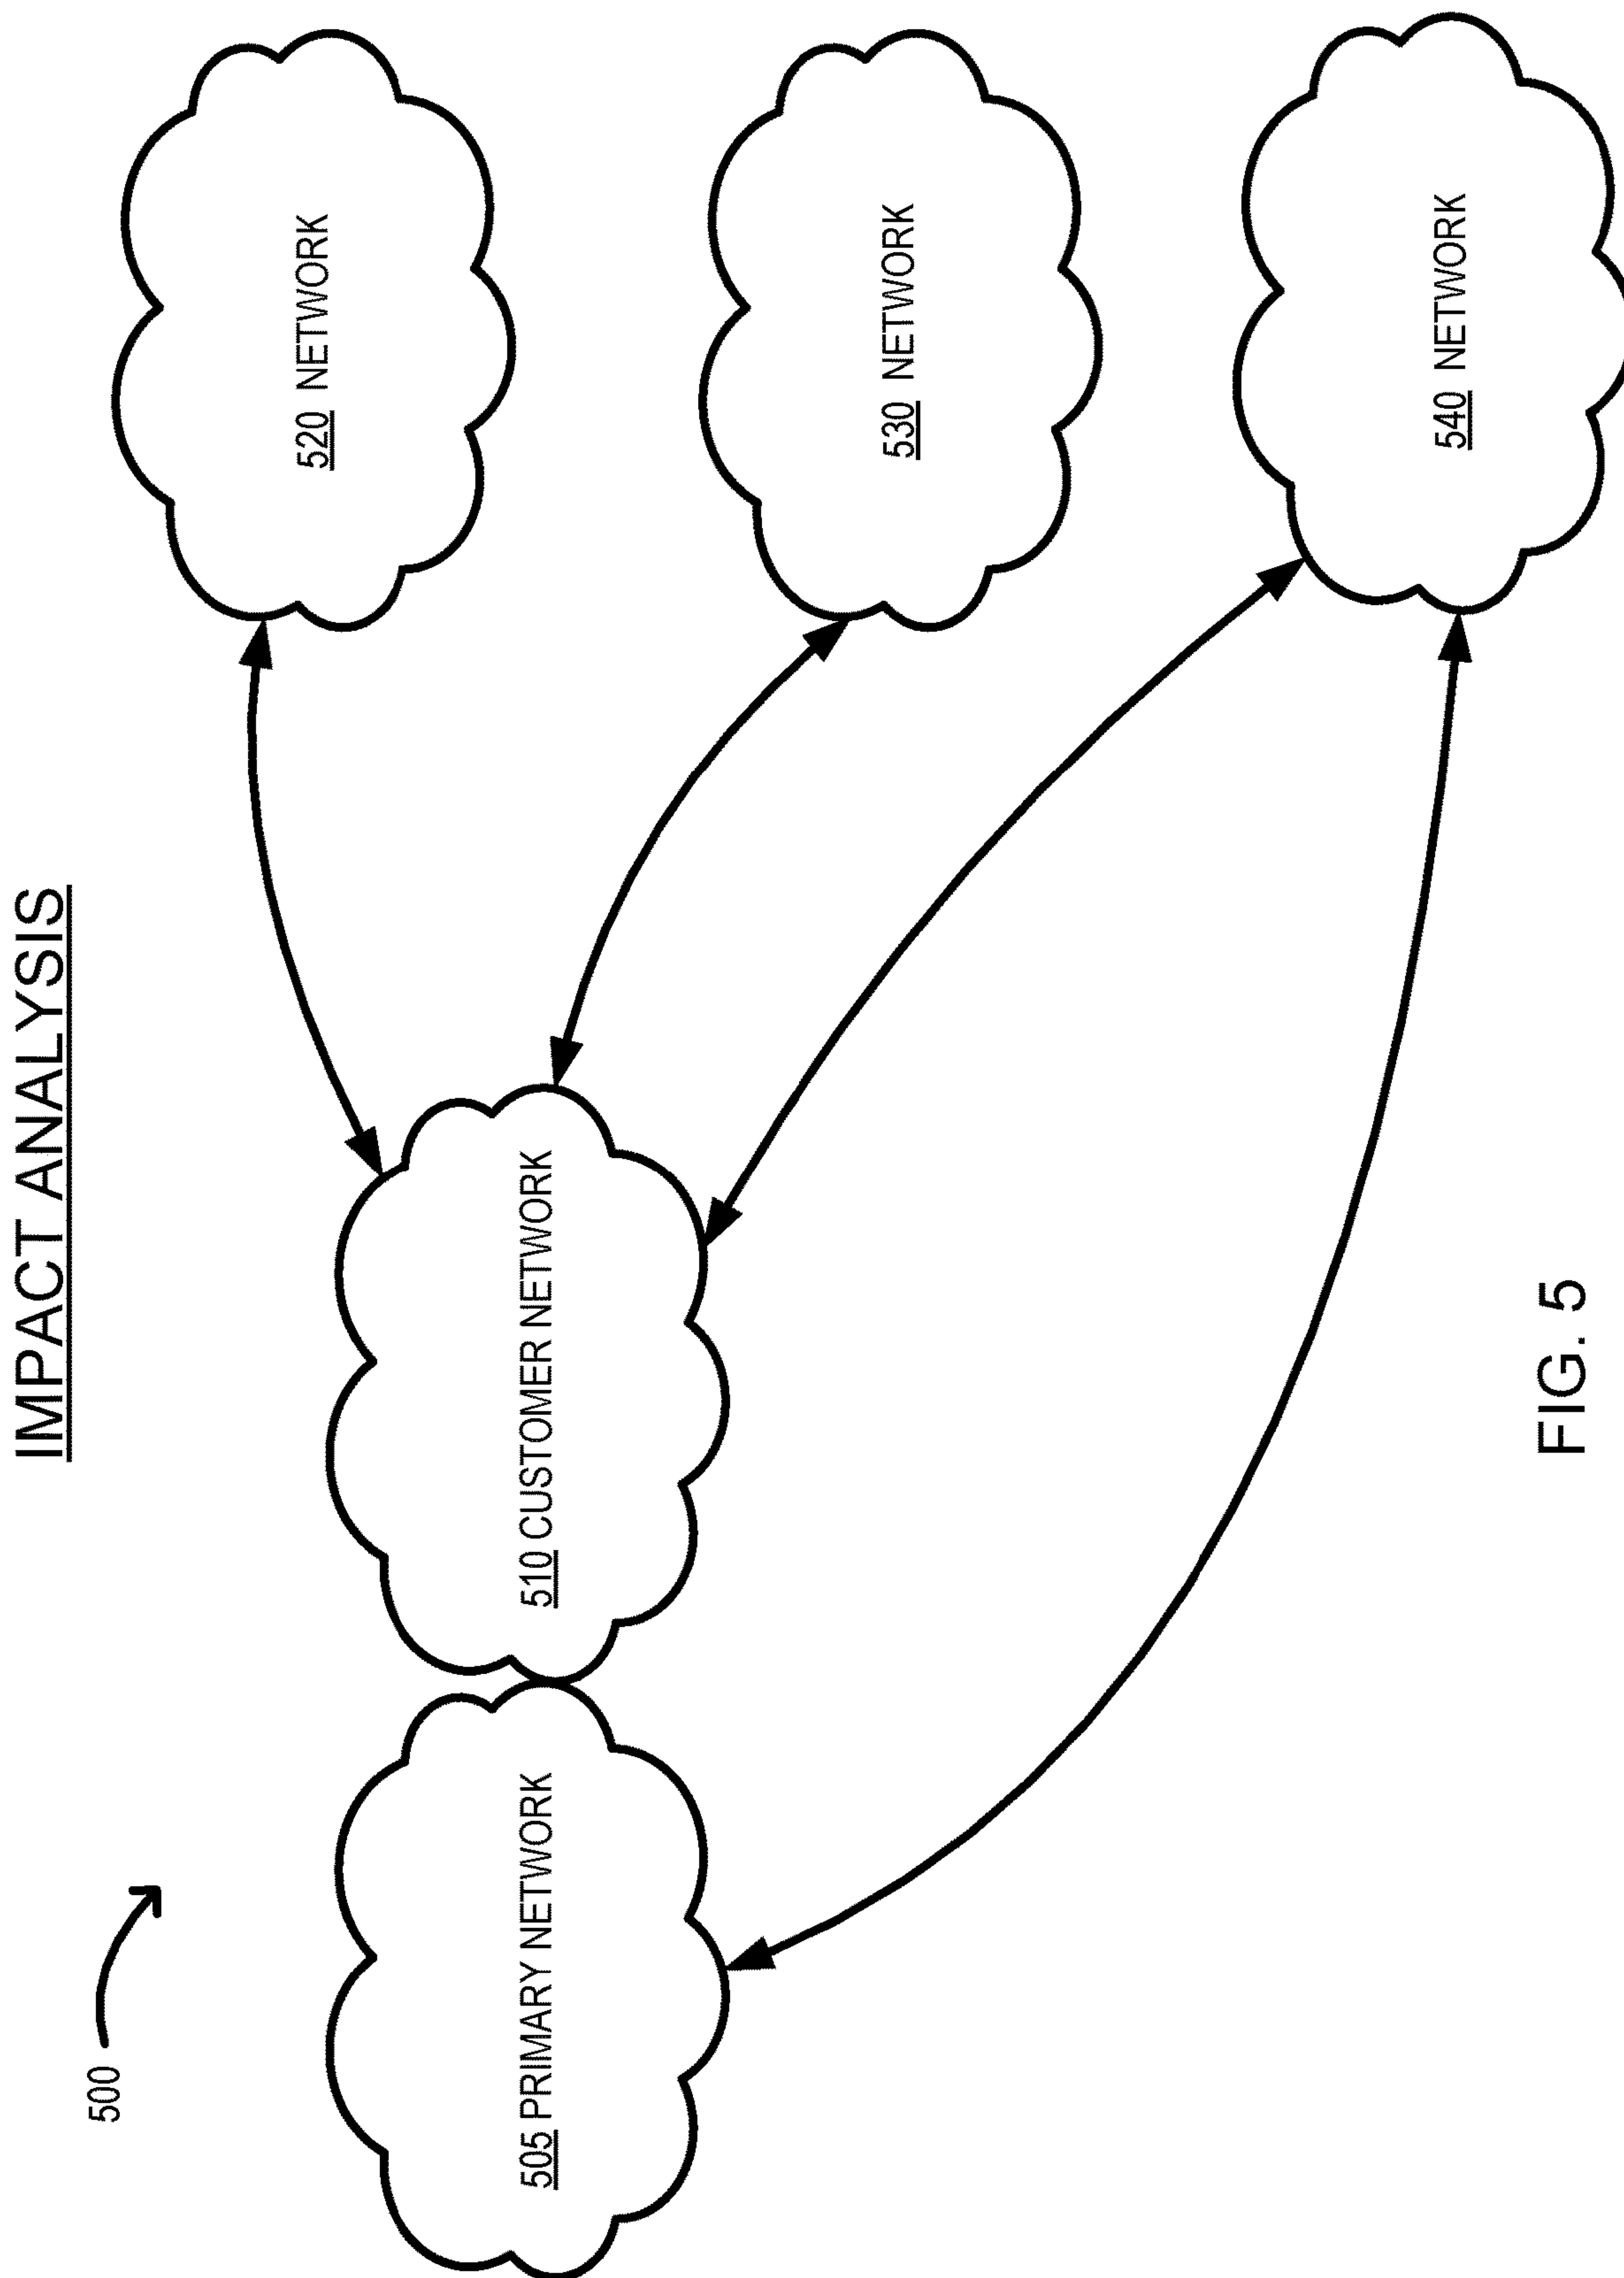 IMPACT ANALYSIS
500
505 PRIMARY NETWORK
510 CUSTOMER NETWORK
520 NETWORK
530 NETWORK
540 NETWORK
FIG. 5